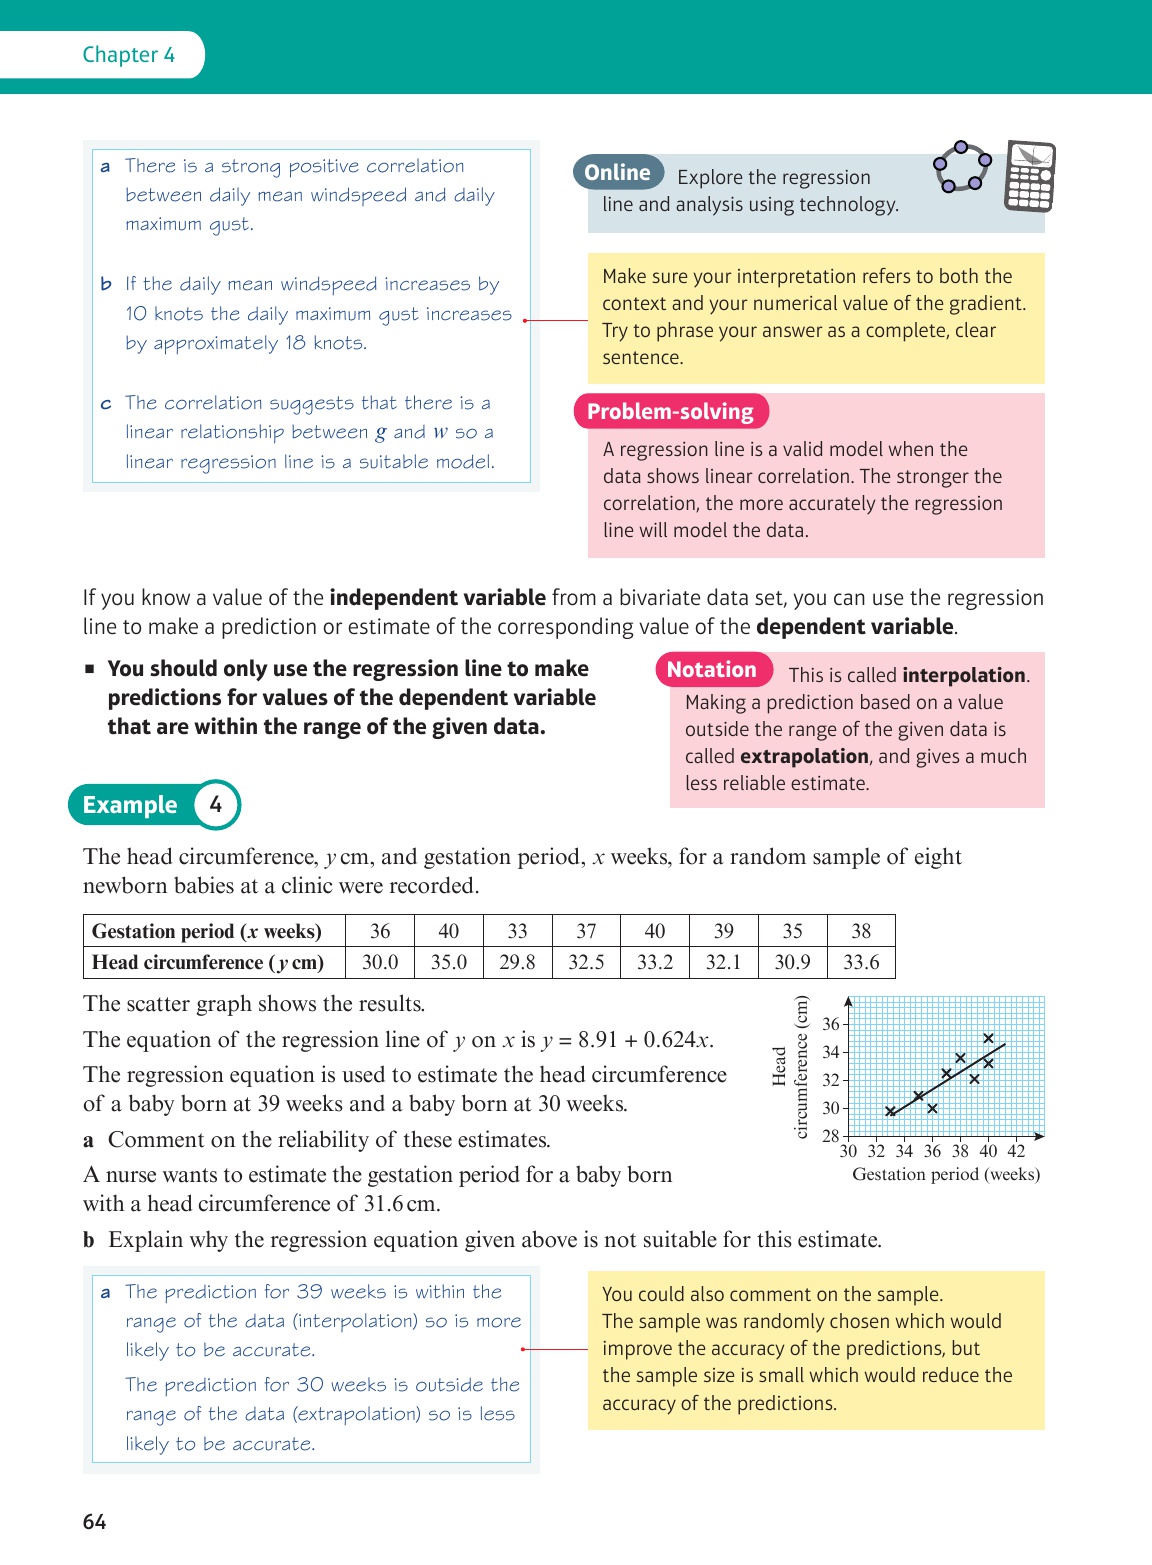 Chapter 4
a There is a strong positive correlation
between daily mean windspeed and daily
maximum gust.
b If the daily mean windspeed increases by
10 knots the daily maximum gust increases
by approximately 18 knots.
c The correlation suggests that there is a
linear relationship between g and w so a
linear regression line is a suitable model.
Online Explore the regression
line and analysis using technology.
Make sure your interpretation refers to both the
context and your numerical value of the gradient.
Try to phrase your answer as a complete, clear
sentence.
Problem-solving
A regression line is a valid model when the
data shows linear correlation. The stronger the
correlation, the more accurately the regression
line will model the data.
If you know a value of the independent variable from a bivariate data set, you can use the regression
line to make a prediction or estimate of the corresponding value of the dependent variable.
■ You should only use the regression line to make
predictions for values of the dependent variable
that are within the range of the given data.
Notation This is called interpolation.
Making a prediction based on a value
outside the range of the given data is
called extrapolation, and gives a much
less reliable estimate.
Example 4
The head circumference, y cm, and gestation period, x weeks, for a random sample of eight
newborn babies at a clinic were recorded.
Gestation period (x weeks) 36 40 33 37 40 39 35 38
Head circumference (y cm) 30.0 35.0 29.8 32.5 33.2 32.1 30.9 33.6
The scatter graph shows the results.
The equation of the regression line of y on x is y = 8.91 + 0.624x.
The regression equation is used to estimate the head circumference
of a baby born at 39 weeks and a baby born at 30 weeks.
a Comment on the reliability of these estimates.
A nurse wants to estimate the gestation period for a baby born
with a head circumference of 31.6 cm.
b Explain why the regression equation given above is not suitable for this estimate.
Head
circumference (cm)
36
34
32
30
28
30 32 34 36 38 40 42
Gestation period (weeks)
a The prediction for 39 weeks is within the
range of the data (interpolation) so is more
likely to be accurate.
The prediction for 30 weeks is outside the
range of the data (extrapolation) so is less
likely to be accurate.
You could also comment on the sample.
The sample was randomly chosen which would
improve the accuracy of the predictions, but
the sample size is small which would reduce the
accuracy of the predictions.
64